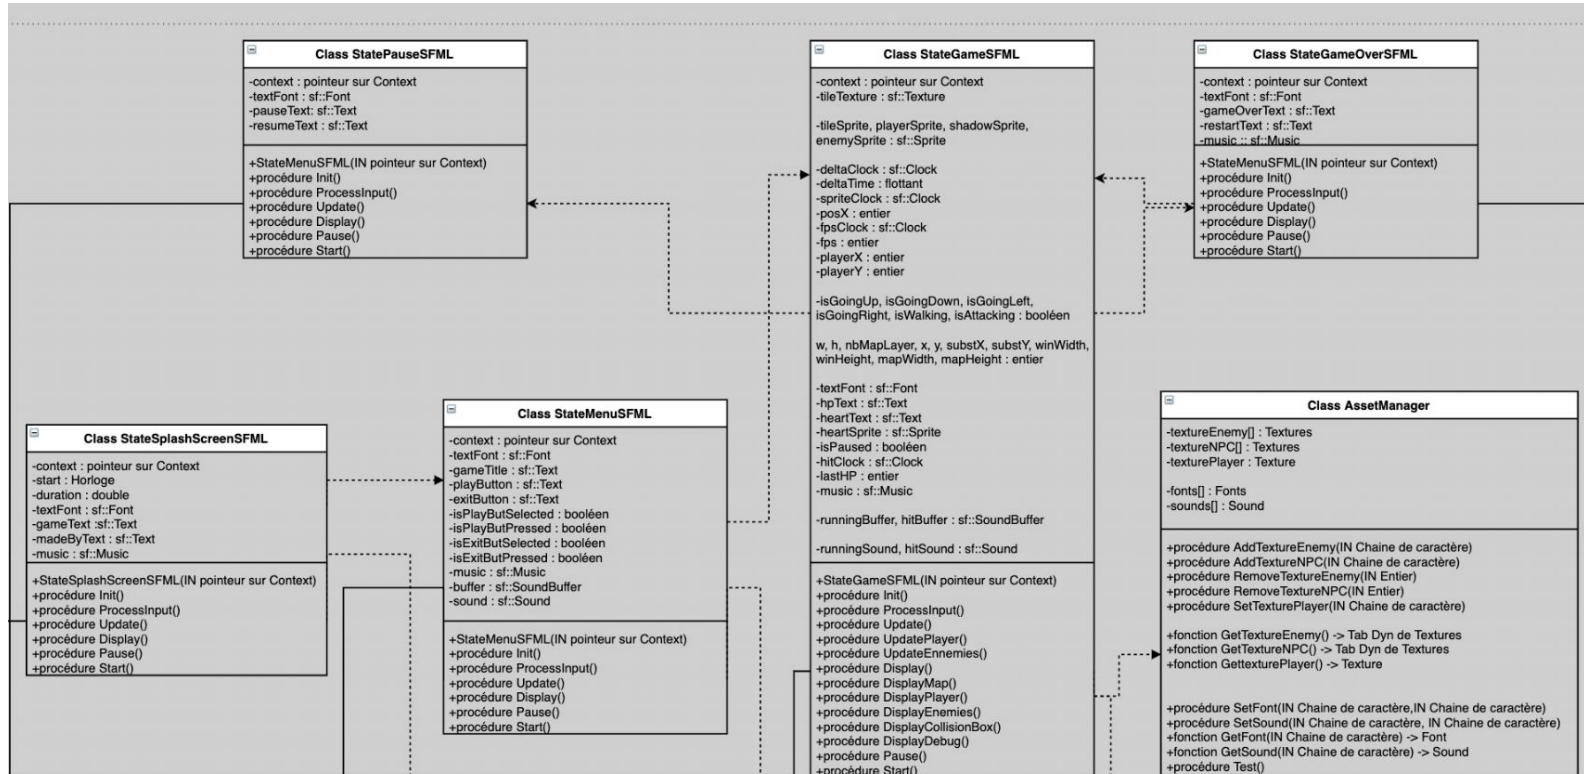 Class StatePauseSFML
-context : pointeur sur Context
-textFont : sf::Font
-pauseText: sf::Text
-resumeText : sf::Text
+StateMenuSFML(IN pointeur sur Context)
+procédure Init()
+procédure ProcessInput()
+procédure Update()
+procédure Display()
+procédure Pause()
+procédure Start()
Class StateGameSFML
-context : pointeur sur Context
-tileTexture : sf::Texture
-tileSprite, playerSprite, shadowSprite,
enemySprite : sf::Sprite
-deltaClock : sf::Clock
-deltaTime : flottant
-spriteClock : sf::Clock
-posX : entier
-fpsClock : sf::Clock
-fps : entier
-playerX : entier
-playerY : entier
-isGoingUp, isGoingDown, isGoingLeft,
isGoingRight, isWalking, isAttacking : booléen
w, h, nbMapLayer, x, y, substX, substY, winWidth,
winHeight, mapWidth, mapHeight : entier
-textFont : sf::Font
-hpText : sf::Text
-heartText : sf::Text
-heartSprite : sf::Sprite
-isPaused : booléen
-hitClock : sf::Clock
-lastHP : entier
-music : sf::Music
-runningBuffer, hitBuffer : sf::SoundBuffer
-runningSound, hitSound : sf::Sound
+StateGameSFML(IN pointeur sur Context)
+procédure Init()
+procédure ProcessInput()
+procédure Update()
+procédure UpdatePlayer()
+procédure UpdateEnnemies()
+procédure Display()
+procédure DisplayMap()
+procédure DisplayPlayer()
+procédure DisplayEnemies()
+procédure DisplayCollisionBox()
+procédure DisplayDebug()
+procédure Pause()
+procédure Start()
Class StateGameOverSFML
-context : pointeur sur Context
-textFont : sf::Font
-gameOverText : sf::Text
-restartText : sf::Text
-music :: sf::Music
+StateMenuSFML(IN pointeur sur Context)
+procédure Init()
+procédure ProcessInput()
+procédure Update()
+procédure Display()
+procédure Pause()
+procédure Start()
Class StateSplashScreenSFML
-context : pointeur sur Context
-start : Horloge
-duration : double
-textFont : sf::Font
-gameText :sf::Text
-madeByText : sf::Text
-music : sf::Music
+StateSplashScreenSFML(IN pointeur sur Context)
+procédure Init()
+procédure ProcessInput()
+procédure Update()
+procédure Display()
+procédure Pause()
+procédure Start()
Class StateMenuSFML
-context : pointeur sur Context
-textFont : sf::Font
-gameTitle : sf::Text
-playButton : sf::Text
-exitButton : sf::Text
-isPlayButSelected : booléen
-isPlayButPressed : booléen
-isExitButSelected : booléen
-isExitButPressed : booléen
-music : sf::Music
-buffer : sf::SoundBuffer
-sound : sf::Sound
+StateMenuSFML(IN pointeur sur Context)
+procédure Init()
+procédure ProcessInput()
+procédure Update()
+procédure Display()
+procédure Pause()
+procédure Start()
Class AssetManager
-textureEnemy[] : Textures
-textureNPC[] : Textures
-texturePlayer : Texture
-fonts[] : Fonts
-sounds[] : Sound
+procédure AddTextureEnemy(IN Chaine de caractère)
+procédure AddTextureNPC(IN Chaine de caractère)
+procédure RemoveTextureEnemy(IN Entier)
+procédure RemoveTextureNPC(IN Entier)
+procédure SetTexturePlayer(IN Chaine de caractère)
+fonction GetTextureEnemy() -> Tab Dyn de Textures
+fonction GetTextureNPC() -> Tab Dyn de Textures
+fonction GettexturePlayer() -> Texture
+procédure SetFont(IN Chaine de caractère,IN Chaine de caractère)
+procédure SetSound(IN Chaine de caractère, IN Chaine de caractère)
+fonction GetFont(IN Chaine de caractère) -> Font
+fonction GetSound(IN Chaine de caractère) -> Sound
+procédure Test()